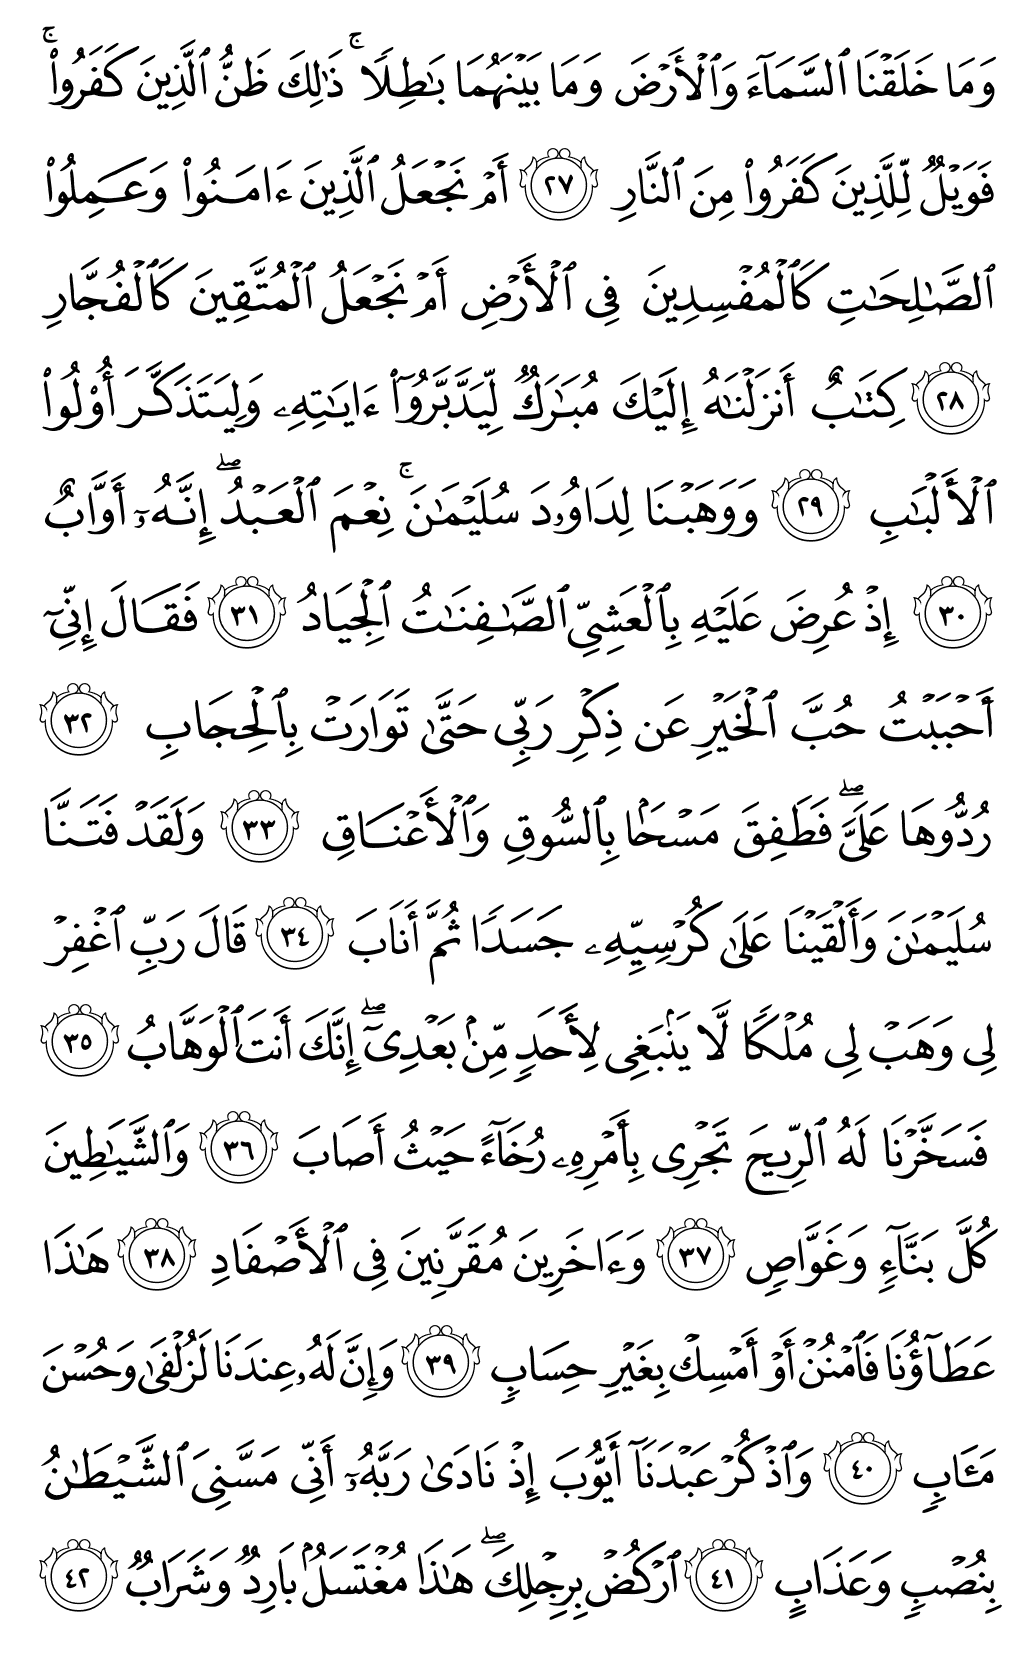 وَمَا خَلَقْنَا ٱلسَّمَآءَ وَٱلْأَرْضَ وَمَا بَيْنَهُمَا بَـٰطِلًا ۚ ذَٰلِكَ ظَنُّ ٱلَّذِينَ كَفَرُوا۟ ۚ
فَوَيْلٌ لِّلَّذِينَ كَفَرُوا۟ مِنَ ٱلنَّارِ ٢٧ أَمْ نَجْعَلُ ٱلَّذِينَ ءَامَنُوا۟ وَعَمِلُوا۟
ٱلصَّـٰلِحَـٰتِ كَٱلْمُفْسِدِينَ فِى ٱلْأَرْضِ أَمْ نَجْعَلُ ٱلْمُتَّقِينَ كَٱلْفُجَّارِ
٢٨ كِتَـٰبٌ أَنزَلْنَـٰهُ إِلَيْكَ مُبَـٰرَكٌ لِّيَدَّبَّرُوٓا۟ ءَايَـٰتِهِۦ وَلِيَتَذَكَّرَ أُو۟لُوا۟
ٱلْأَلْبَـٰبِ ٢٩ وَوَهَبْنَا لِدَاوُۥدَ سُلَيْمَـٰنَ ۚ نِعْمَ ٱلْعَبْدُ ۖ إِنَّهُۥٓ أَوَّابٌ
٣٠ إِذْ عُرِضَ عَلَيْهِ بِٱلْعَشِىِّ ٱلصَّـٰفِنَـٰتُ ٱلْجِيَادُ ٣١ فَقَالَ إِنِّىٓ
أَحْبَبْتُ حُبَّ ٱلْخَيْرِ عَن ذِكْرِ رَبِّى حَتَّىٰ تَوَارَتْ بِٱلْحِجَابِ ٣٢
رُدُّوهَا عَلَىَّ ۖ فَطَفِقَ مَسْحًۢا بِٱلسُّوقِ وَٱلْأَعْنَاقِ ٣٣ وَلَقَدْ فَتَنَّا
سُلَيْمَـٰنَ وَأَلْقَيْنَا عَلَىٰ كُرْسِيِّهِۦ جَسَدًا ثُمَّ أَنَابَ ٣٤ قَالَ رَبِّ ٱغْفِرْ
لِى وَهَبْ لِى مُلْكًا لَّا يَنۢبَغِى لِأَحَدٍ مِّنۢ بَعْدِىٓ ۖ إِنَّكَ أَنتَ ٱلْوَهَّابُ ٣٥
فَسَخَّرْنَا لَهُ ٱلرِّيحَ تَجْرِى بِأَمْرِهِۦ رُخَآءً حَيْثُ أَصَابَ ٣٦ وَٱلشَّيَـٰطِينَ
كُلَّ بَنَّآءٍ وَغَوَّاصٍ ٣٧ وَءَاخَرِينَ مُقَرَّنِينَ فِى ٱلْأَصْفَادِ ٣٨ هَـٰذَا
عَطَآؤُنَا فَٱمْنُنْ أَوْ أَمْسِكْ بِغَيْرِ حِسَابٍ ٣٩ وَإِنَّ لَهُۥ عِندَنَا لَزُلْفَىٰ وَحُسْنَ
مَـَٔابٍ ٤٠ وَٱذْكُرْ عَبْدَنَآ أَيُّوبَ إِذْ نَادَىٰ رَبَّهُۥٓ أَنِّى مَسَّنِىَ ٱلشَّيْطَـٰنُ
بِنُصْبٍ وَعَذَابٍ ٤١ ٱرْكُضْ بِرِجْلِكَ ۖ هَـٰذَا مُغْتَسَلٌۢ بَارِدٌ وَشَرَابٌ ٤٢